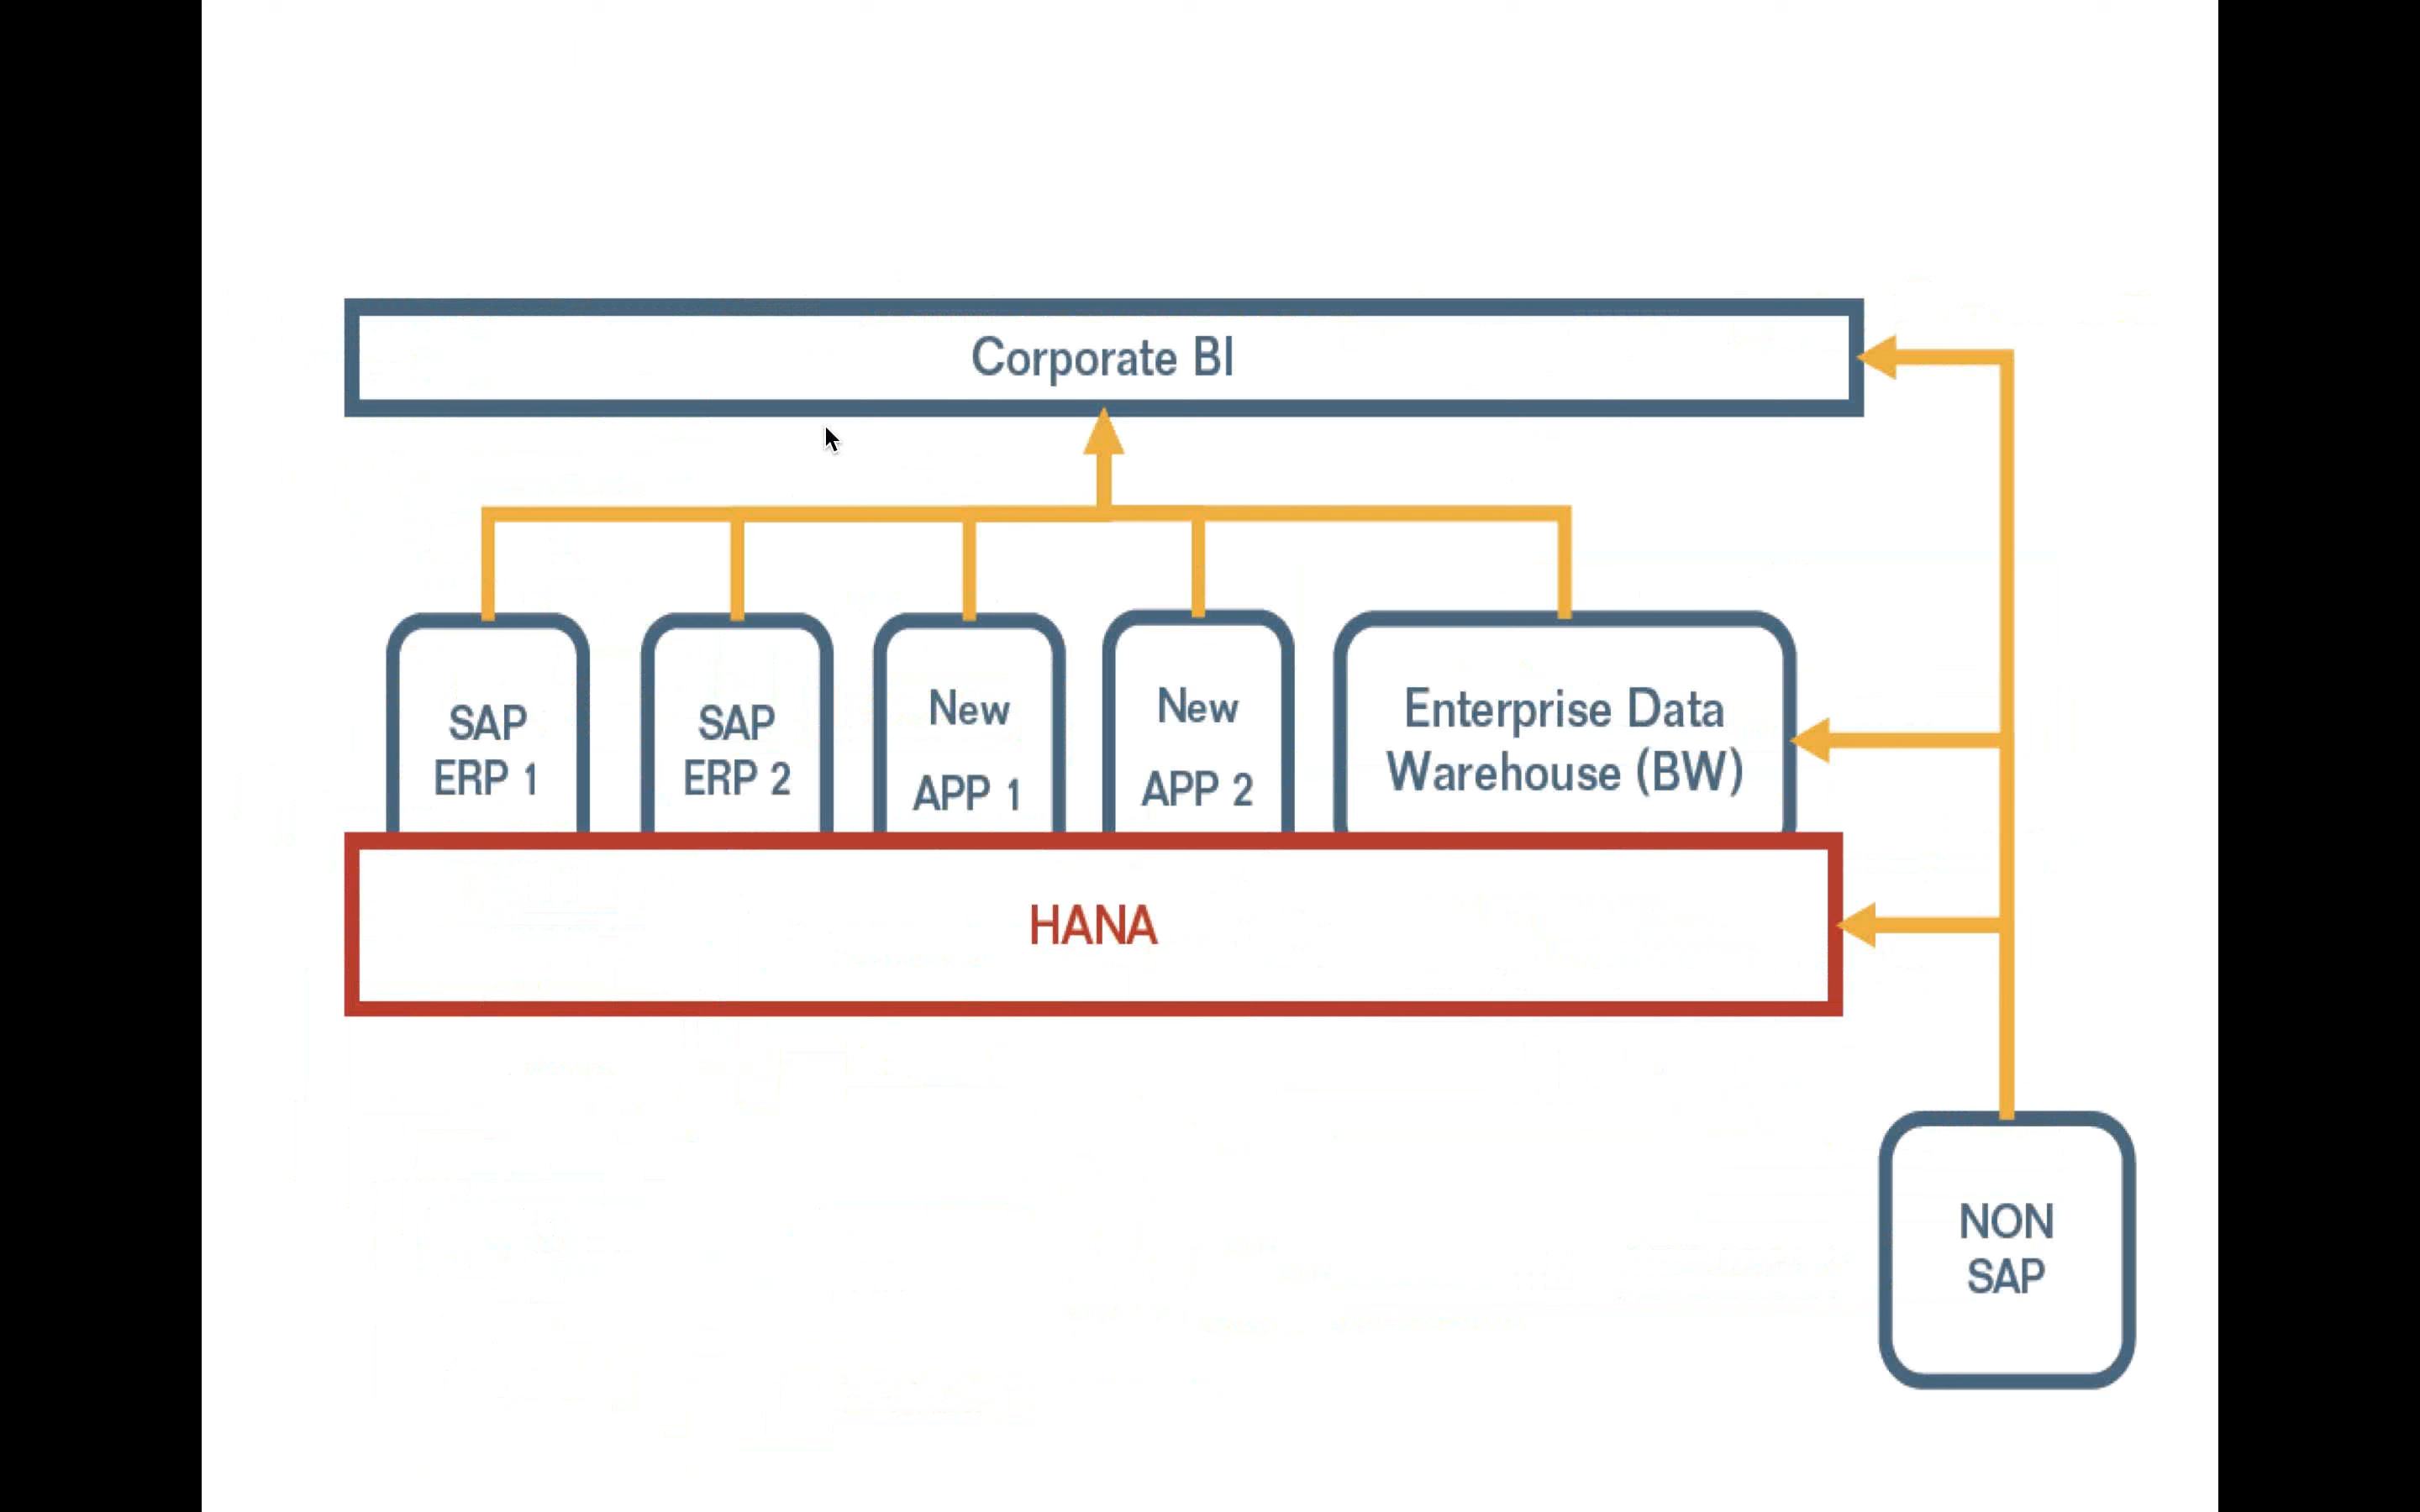 Corporate BI
SAP
ERP 1
SAP
ERP 2
New
APP 1
New
APP 2
Enterprise Data
Warehouse (BW)
HANA
NON
SAP